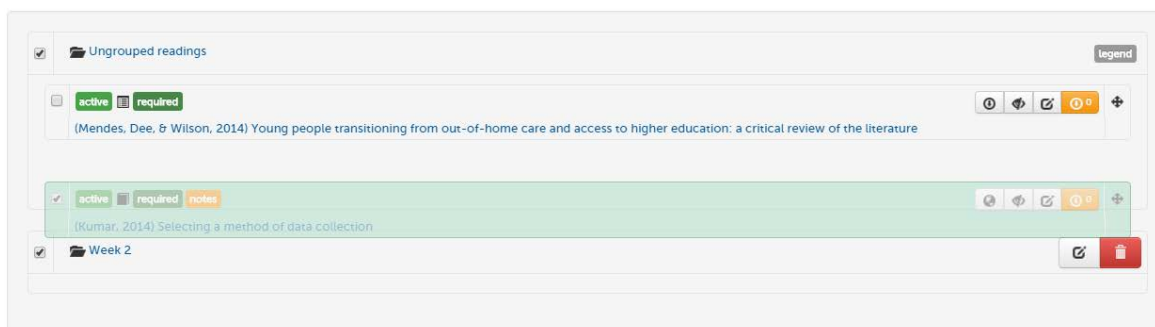 Ungrouped readings legend
active required 0
(Mendes, Dee, & Wilson, 2014) Young people transitioning from out-of-home care and access to higher education: a critical review of the literature
active required notes 0
(Kumar, 2014) Selecting a method of data collection
Week 2